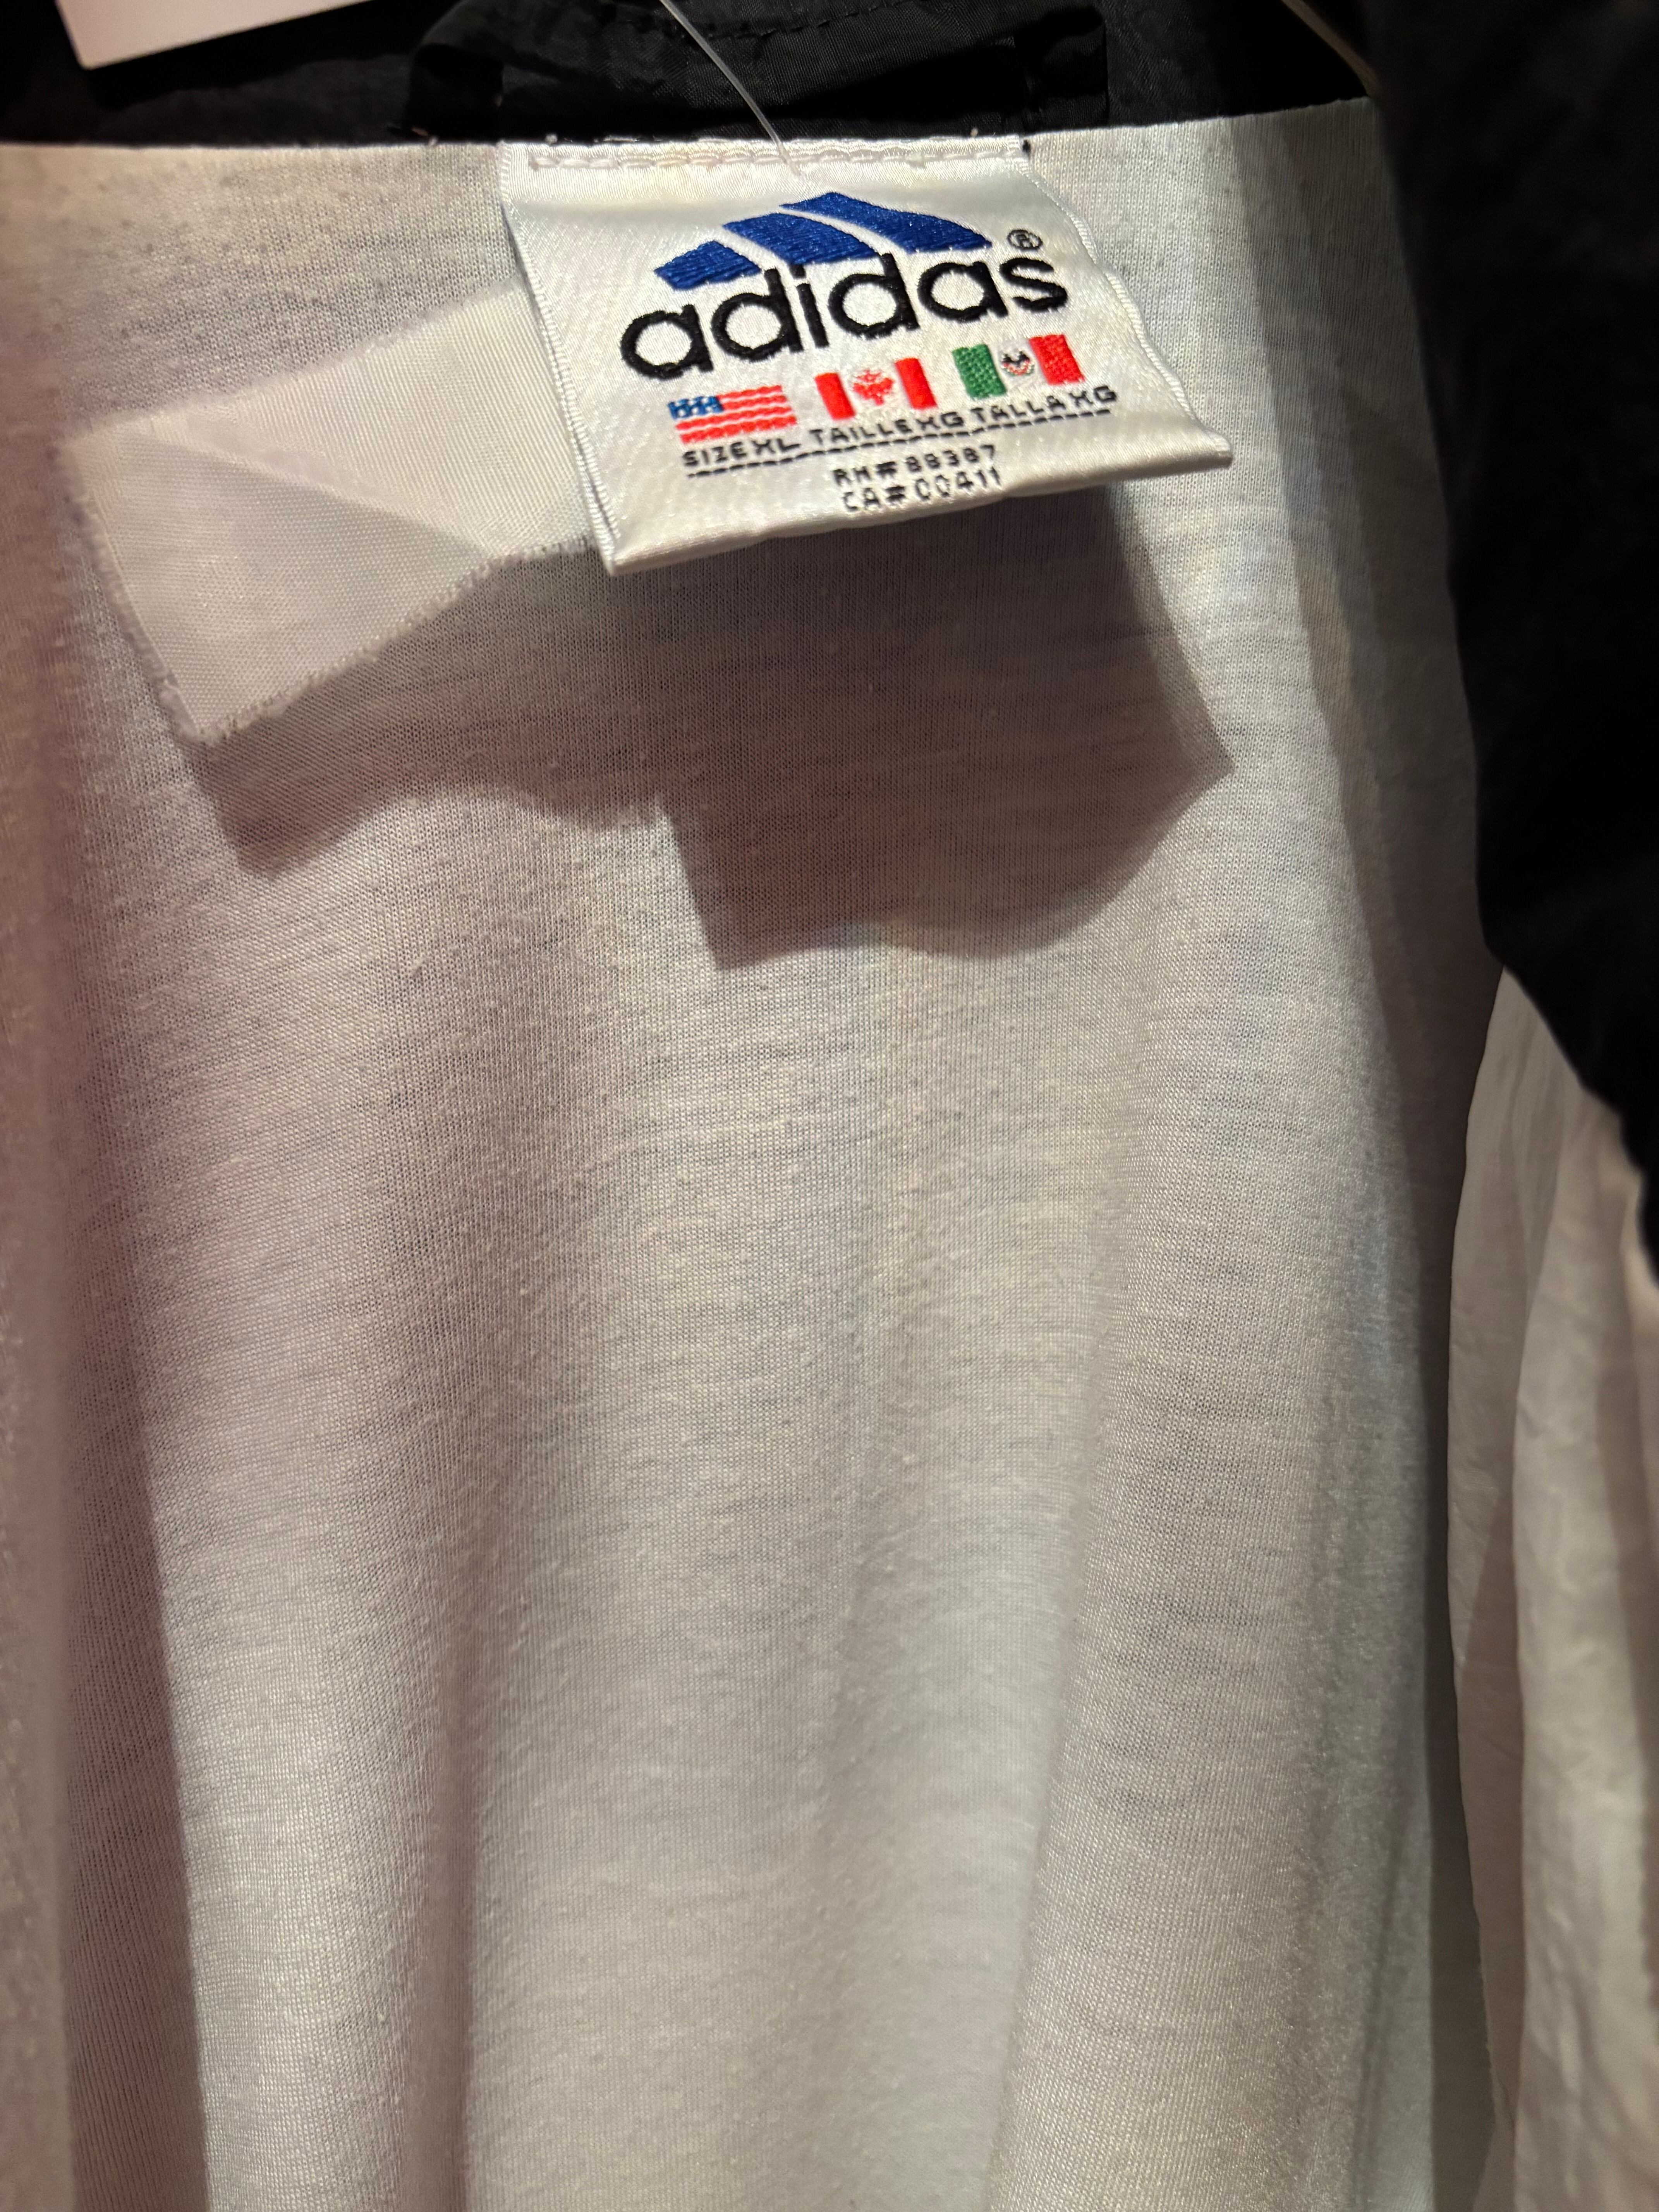 adidas®
SIZE XL TAILLE XG TALLA XG
RN# 88387
CA# 00411